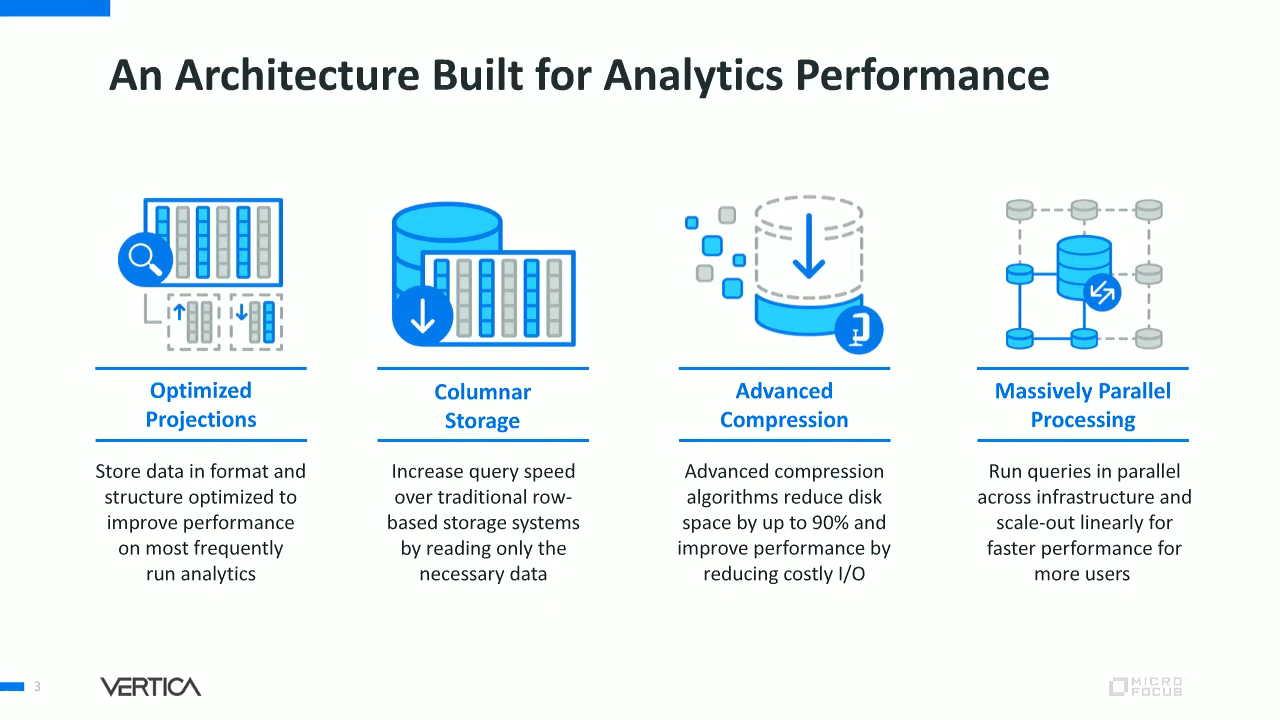 An Architecture Built for Analytics Performance
Optimized
Projections
Store data in format and
structure optimized to
improve performance
on most frequently
run analytics
Columnar
Storage
Increase query speed
over traditional row-
based storage systems
by reading only the
necessary data
Advanced
Compression
Advanced compression
algorithms reduce disk
space by up to 90% and
improve performance by
reducing costly I/O
Massively Parallel
Processing
Run queries in parallel
across infrastructure and
scale-out linearly for
faster performance for
more users
3
VERTICA
MICRO
FOCUS